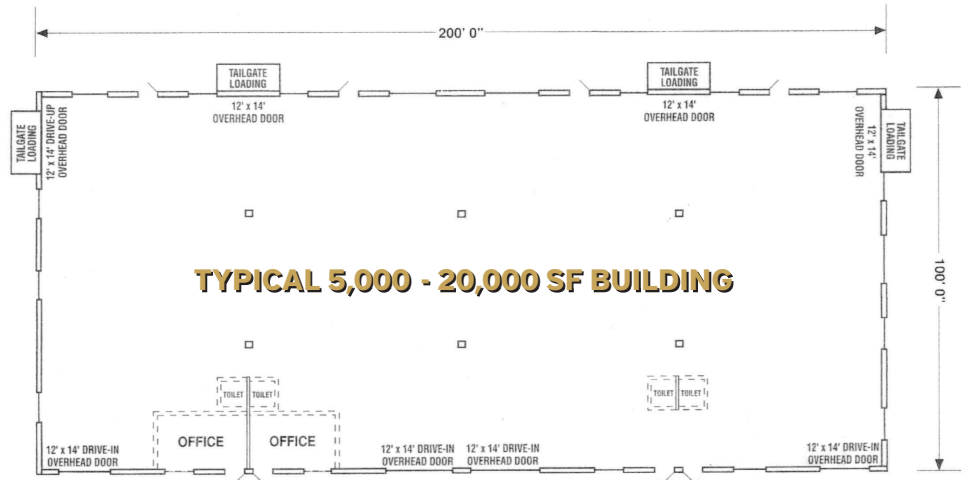 200' 0"
TAILGATE
LOADING
12' x 14'
OVERHEAD DOOR
TAILGATE
LOADING
12' x 14'
OVERHEAD DOOR
TAILGATE
LOADING
12' x 14' DRIVE-UP
OVERHEAD DOOR
12' x 14'
OVERHEAD DOOR
TAILGATE
LOADING
100' 0"
TYPICAL 5,000 - 20,000 SF BUILDING
TOILET TOILET
TOILET TOILET
OFFICE OFFICE
12' x 14' DRIVE-IN
OVERHEAD DOOR
12' x 14' DRIVE-IN
OVERHEAD DOOR
12' x 14' DRIVE-IN
OVERHEAD DOOR
12' x 14' DRIVE-IN
OVERHEAD DOOR